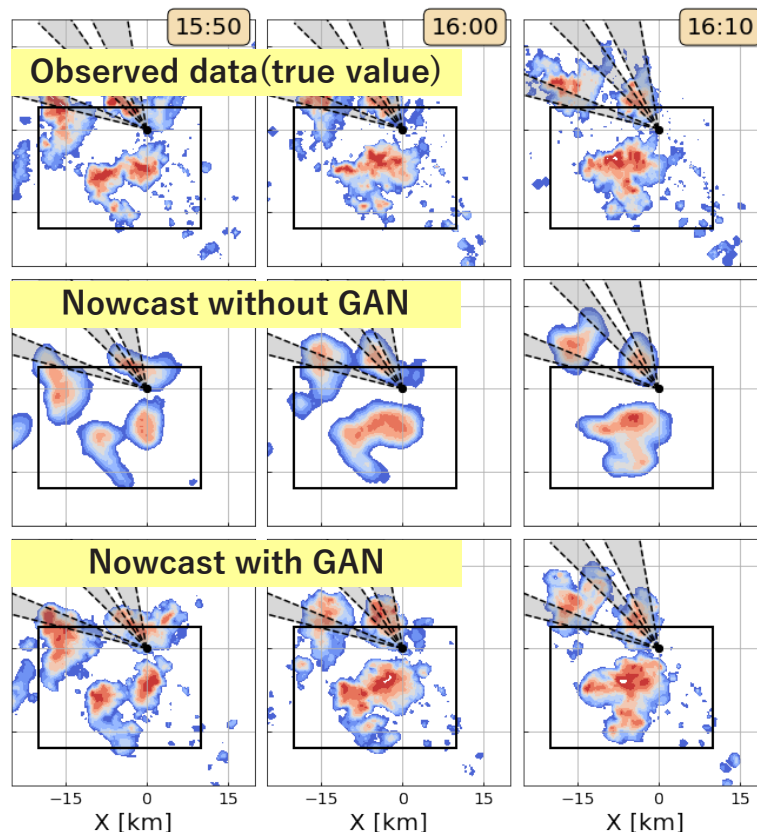 15:50 16:00 16:10
Observed data(true value)
Nowcast without GAN
Nowcast with GAN
−15 0 15 −15 0 15 −15 0 15
X [km] X [km] X [km]